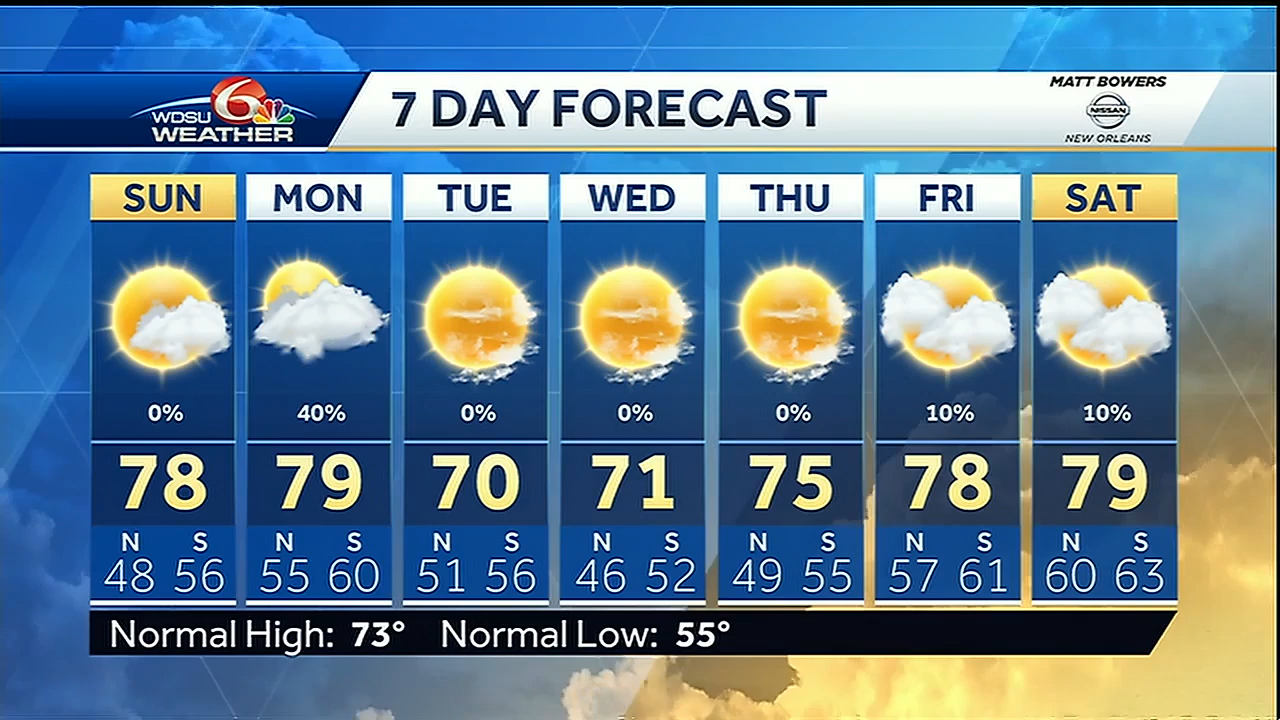 WDSU 6
WEATHER
7 DAY FORECAST
MATT BOWERS
NISSAN
NEW ORLEANS
SUN MON TUE WED THU FRI SAT
0% 40% 0% 0% 0% 10% 10%
78 79 70 71 75 78 79
N S N S N S N S N S N S N S
48 56 55 60 51 56 46 52 49 55 57 61 60 63
Normal High: 73° Normal Low: 55°